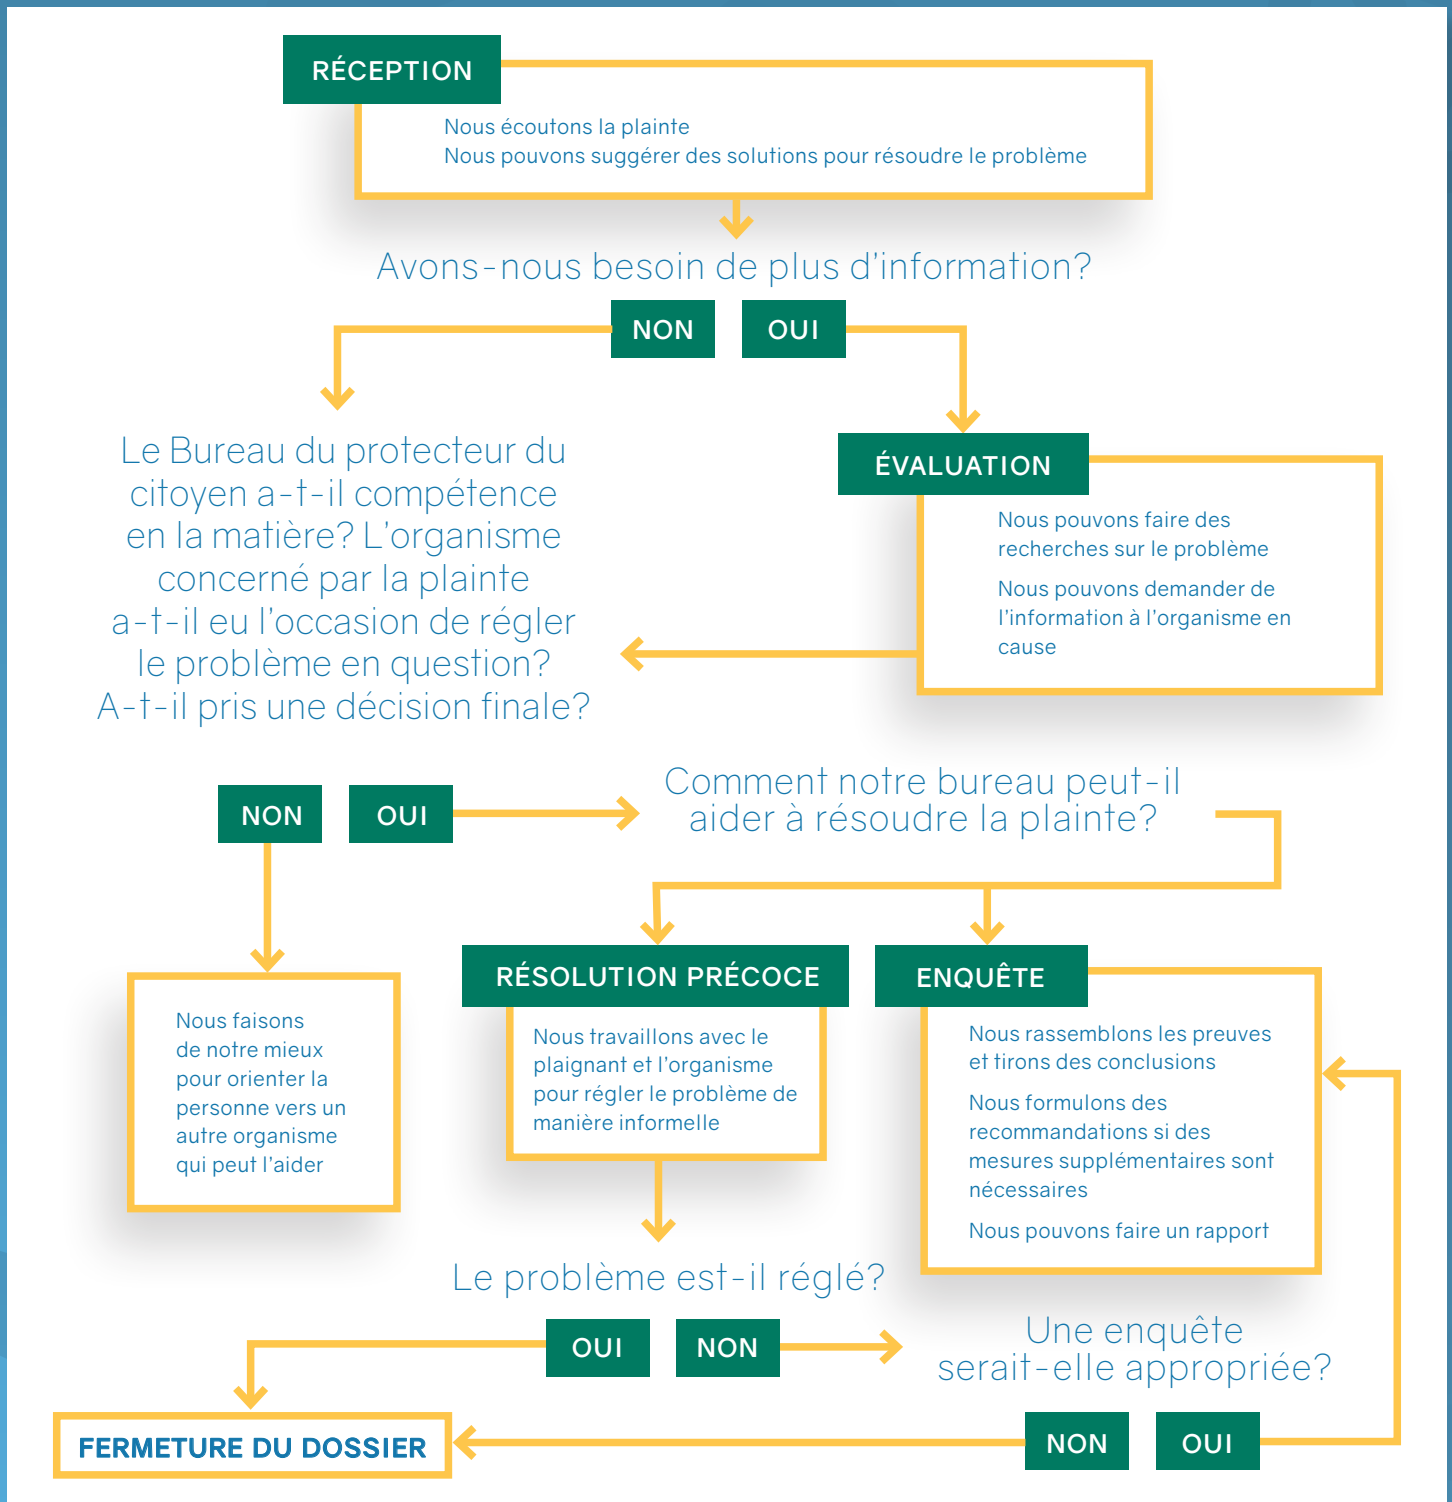 RÉCEPTION
Nous écoutons la plainte
Nous pouvons suggérer des solutions pour résoudre le problème
Avons-nous besoin de plus d'information?
NON
OUI
Le Bureau du protecteur du
citoyen a-t-il compétence
en la matière? L'organisme
concerné par la plainte
a-t-il eu l'occasion de régler
le problème en question?
A-t-il pris une décision finale?
ÉVALUATION
Nous pouvons faire des
recherches sur le problème
Nous pouvons demander de
l'information à l'organisme en
cause
NON
OUI
Comment notre bureau peut-il
aider à résoudre la plainte?
Nous faisons
de notre mieux
pour orienter la
personne vers un
autre organisme
qui peut l'aider
RÉSOLUTION PRÉCOCE
Nous travaillons avec le
plaignant et l'organisme
pour régler le problème de
manière informelle
ENQUÊTE
Nous rassemblons les preuves
et tirons des conclusions
Nous formulons des
recommandations si des
mesures supplémentaires sont
nécessaires
Nous pouvons faire un rapport
Le problème est-il réglé?
OUI
NON
Une enquête
serait-elle appropriée?
FERMETURE DU DOSSIER
NON
OUI